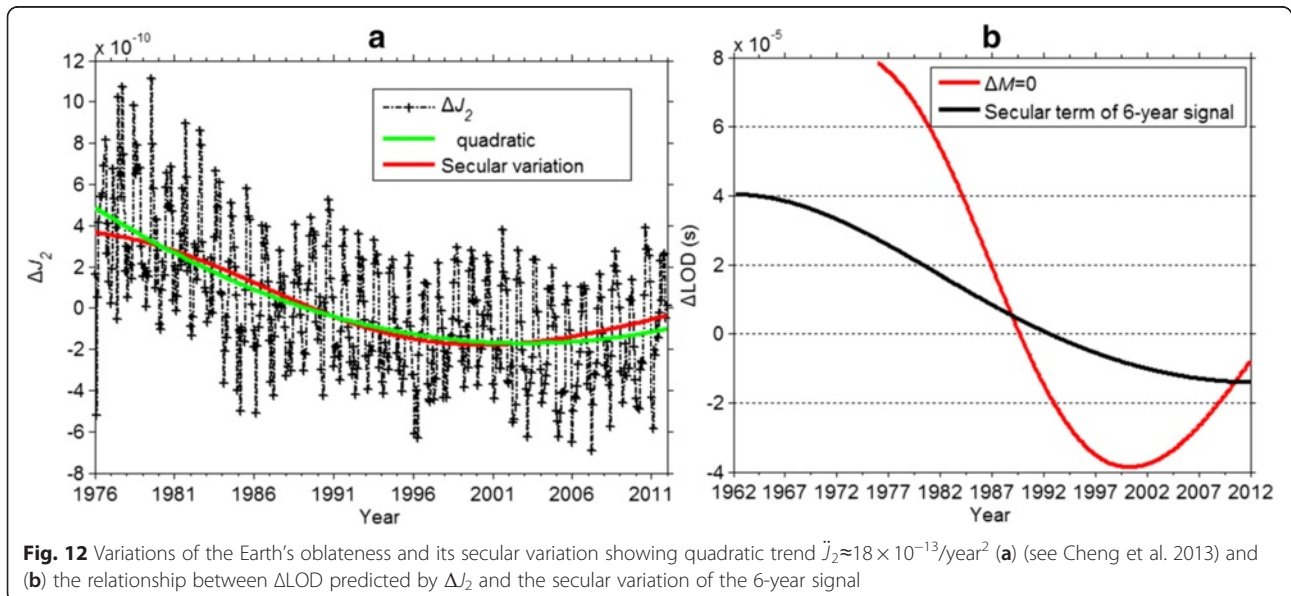 a
x 10⁻¹⁰
12
10
8
6
4
2
0
-2
-4
-6
-8
ΔJ₂
ΔJ₂
quadratic
Secular variation
1976 1981 1986 1991 1996 2001 2006 2011
Year
b
x 10⁻⁵
8
6
4
2
0
-2
-4
ΔLOD (s)
ΔM=0
Secular term of 6-year signal
1962 1967 1972 1977 1982 1987 1992 1997 2002 2007 2012
Year
Fig. 12 Variations of the Earth's oblateness and its secular variation showing quadratic trend J̈₂≈18 × 10⁻¹³/year² (a) (see Cheng et al. 2013) and
(b) the relationship between ΔLOD predicted by ΔJ₂ and the secular variation of the 6-year signal